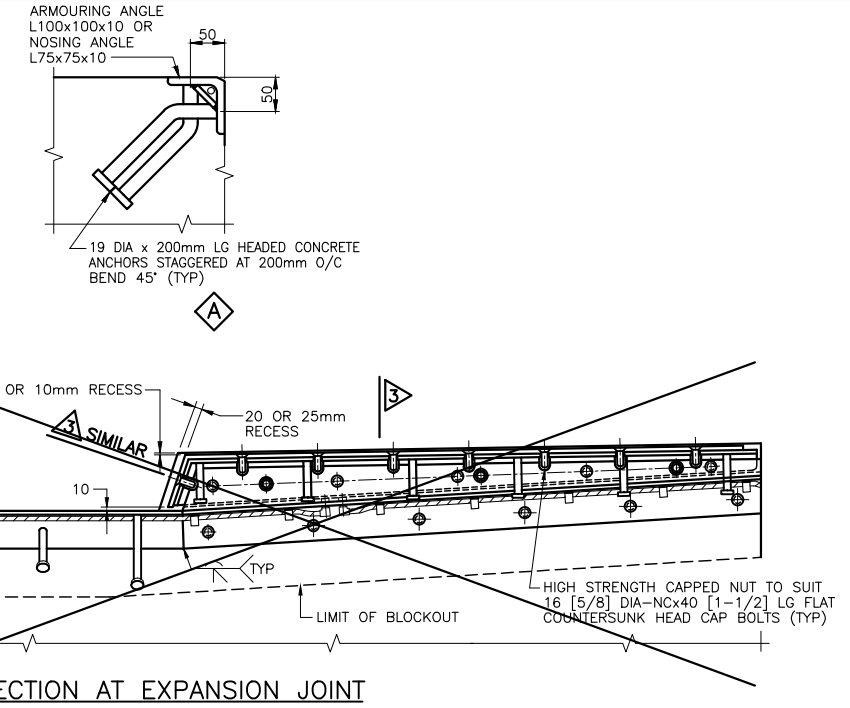 ARMOURING ANGLE
L100x100x10 OR
NOSING ANGLE
L75x75x10
50
50
19 DIA x 200mm LG HEADED CONCRETE
ANCHORS STAGGERED AT 200mm O/C
BEND 45° (TYP)
A
OR 10mm RECESS
3
3 SIMILAR
20 OR 25mm
RECESS
10
TYP
HIGH STRENGTH CAPPED NUT TO SUIT
16 [5/8] DIA-NCx40 [1-1/2] LG FLAT
COUNTERSUNK HEAD CAP BOLTS (TYP)
LIMIT OF BLOCKOUT
ECTION AT EXPANSION JOINT